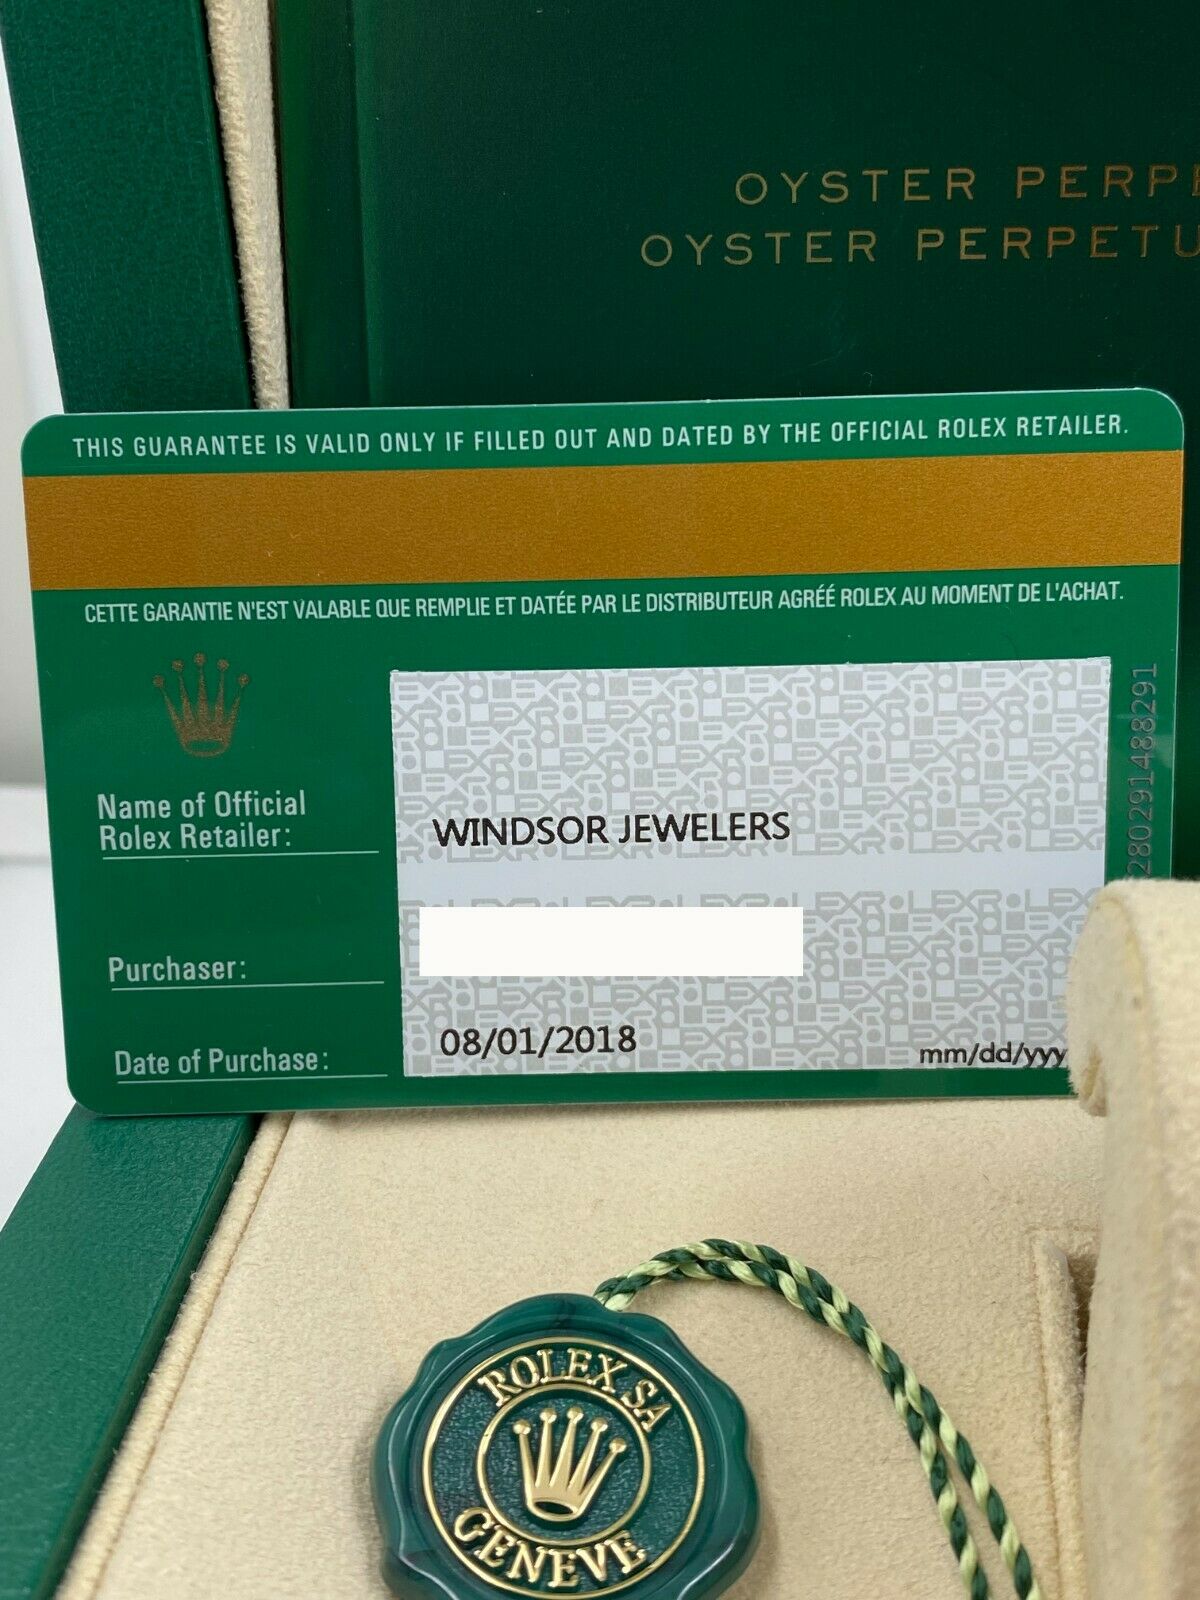 OYSTER PERPE
OYSTER PERPETU
THIS GUARANTEE IS VALID ONLY IF FILLED OUT AND DATED BY THE OFFICIAL ROLEX RETAILER.
CETTE GARANTIE N'EST VALABLE QUE REMPLIE ET DATÉE PAR LE DISTRIBUTEUR AGRÉÉ ROLEX AU MOMENT DE L'ACHAT.
Name of Official
Rolex Retailer:
WINDSOR JEWELERS
Purchaser:
Date of Purchase:
08/01/2018
mm/dd/yyy
280291488291
ROLEX SA
GENEVE